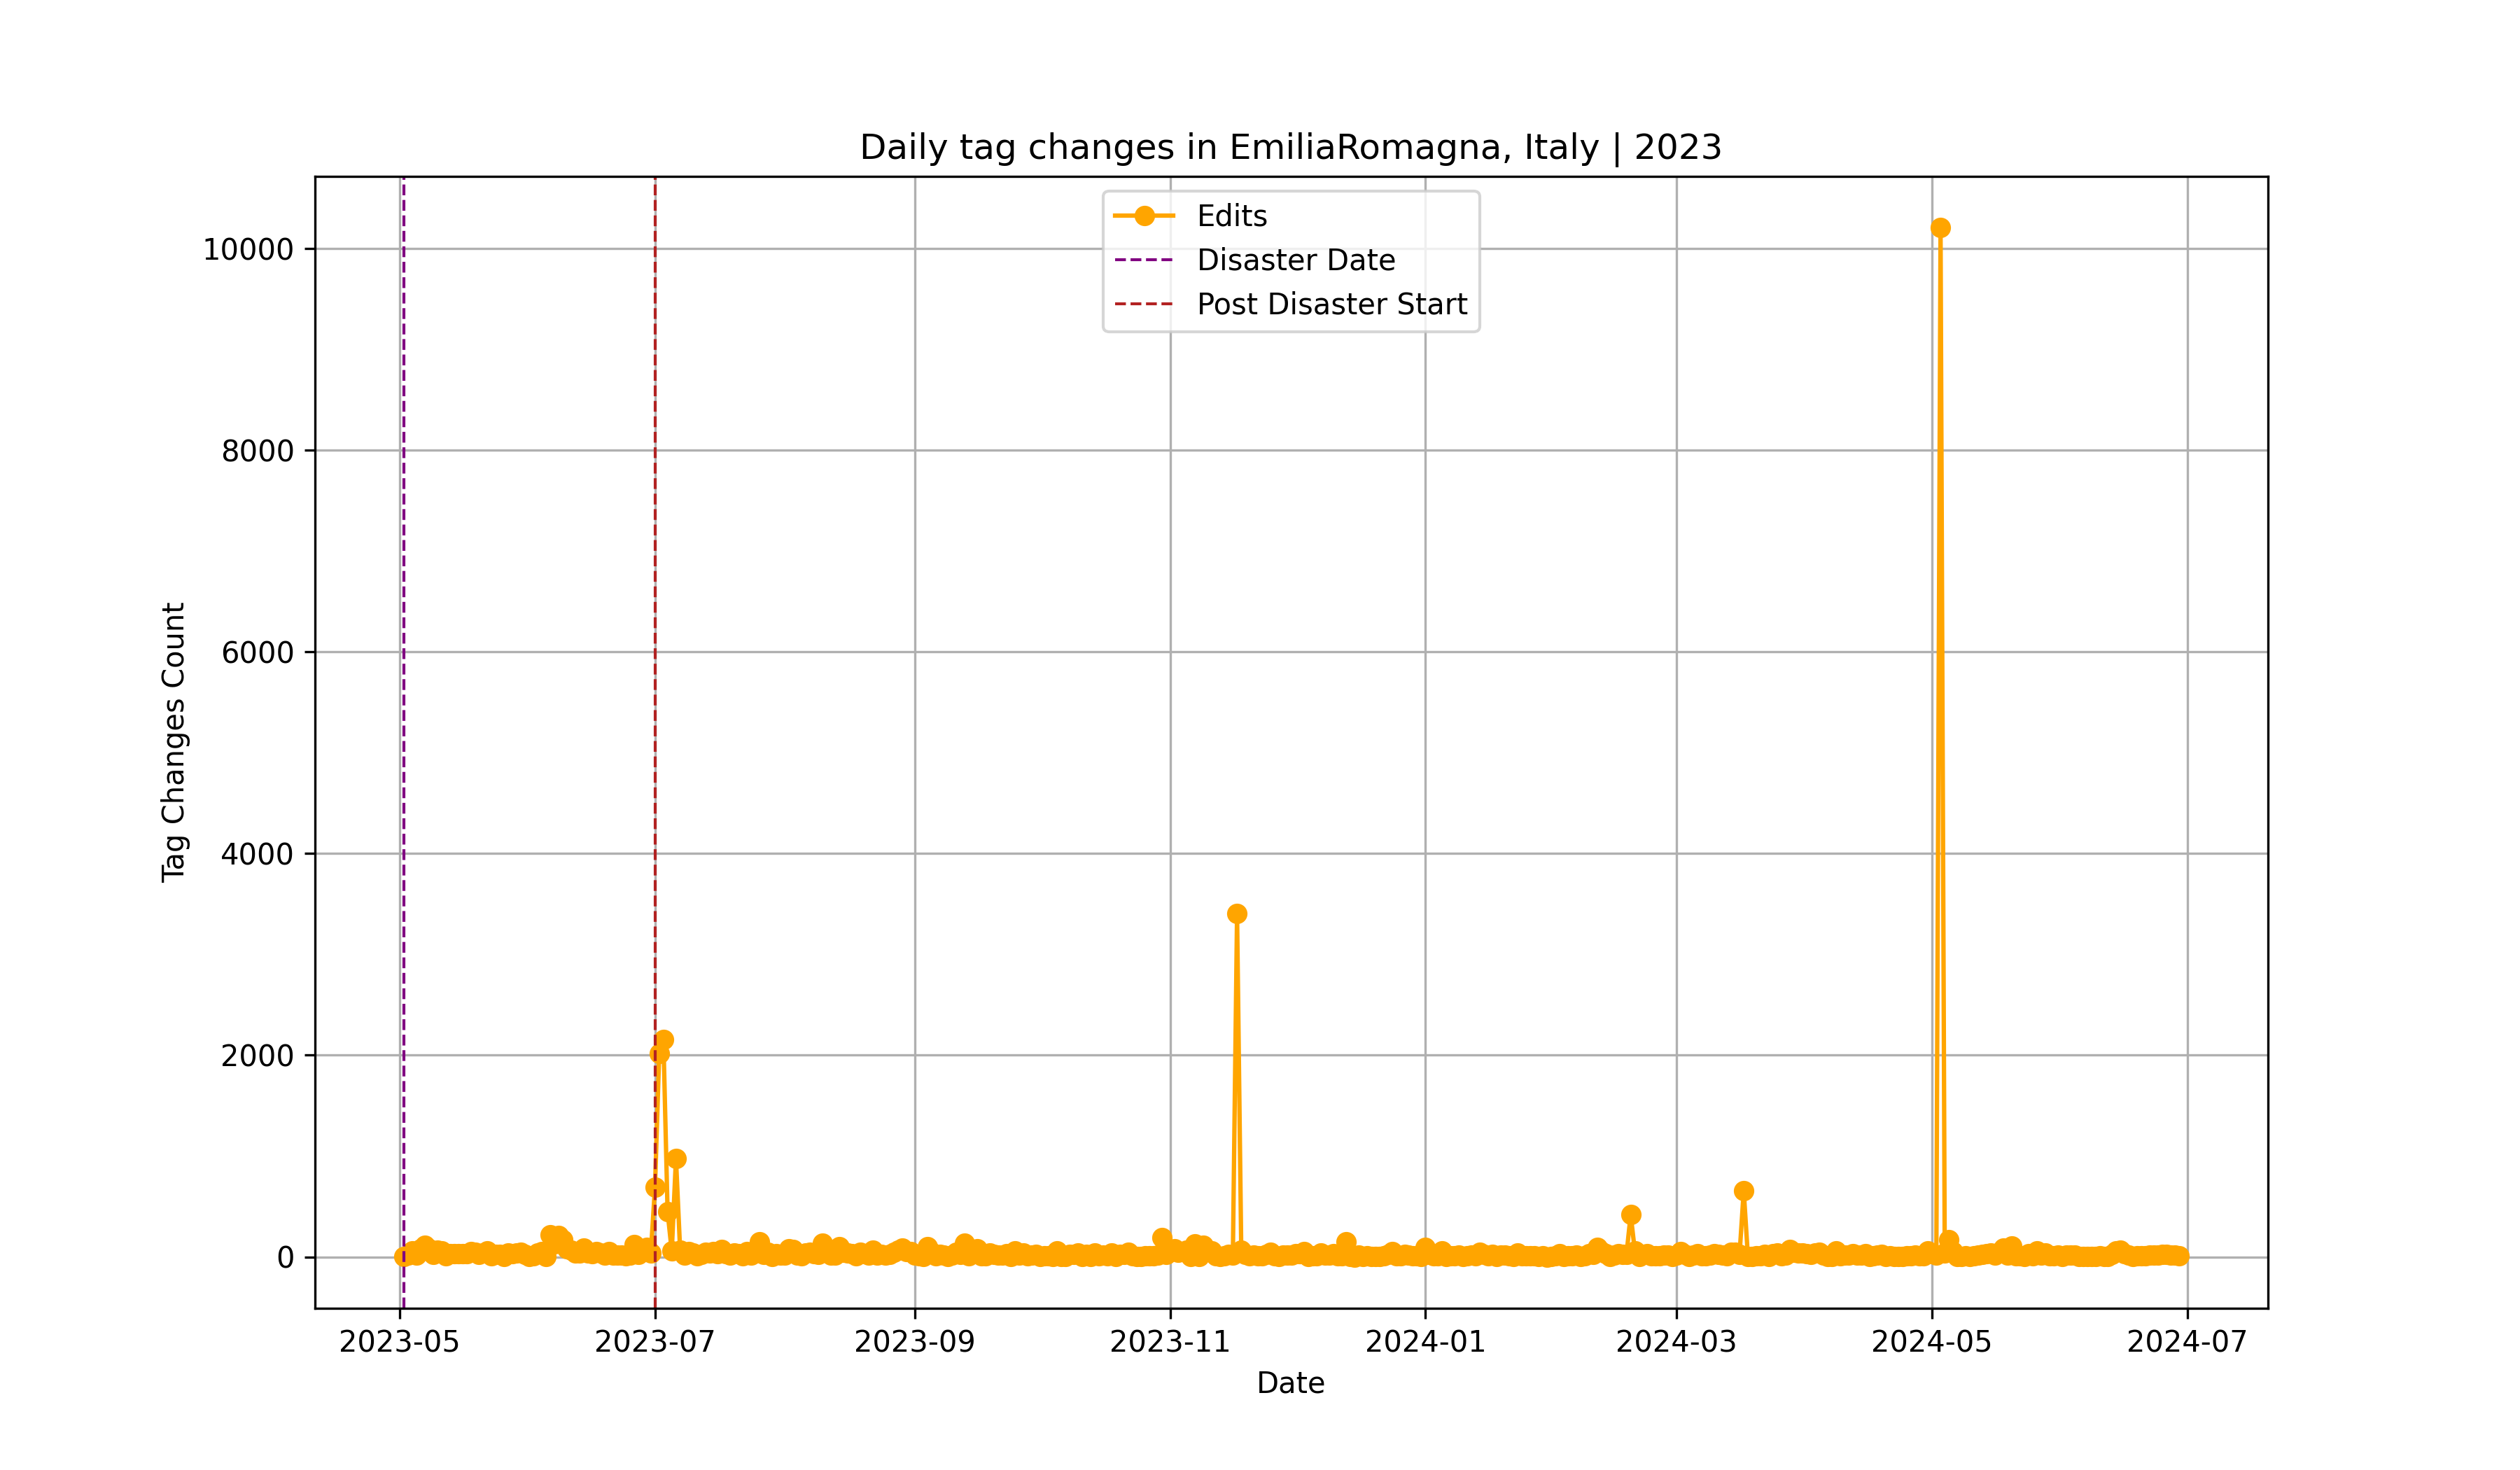 Daily tag changes in EmiliaRomagna, Italy | 2023
Edits
Disaster Date
Post Disaster Start
Tag Changes Count
10000
8000
6000
4000
2000
0
2023-05
2023-07
2023-09
2023-11
2024-01
2024-03
2024-05
2024-07
Date